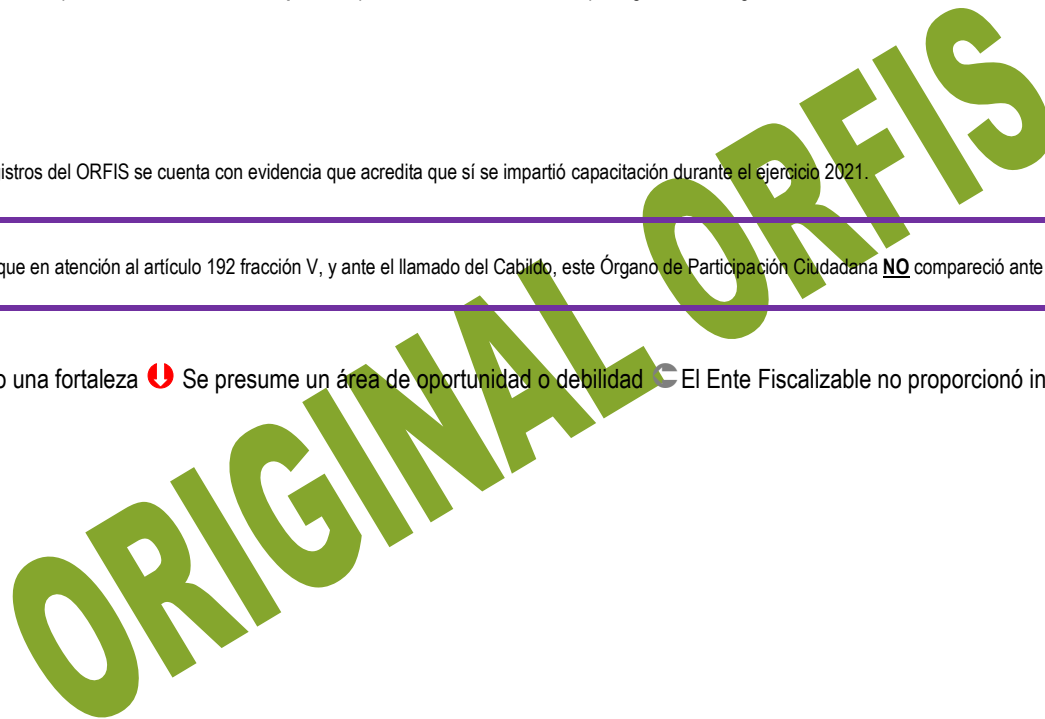 istros del ORFIS se cuenta con evidencia que acredita que sí se impartió capacitación durante el ejercicio 2021.
que en atención al artículo 192 fracción V, y ante el llamado del Cabildo, este Órgano de Participación Ciudadana NO compareció ante
o una fortaleza Se presume un área de oportunidad o debilidad El Ente Fiscalizable no proporcionó in
ORIGINAL ORFIS